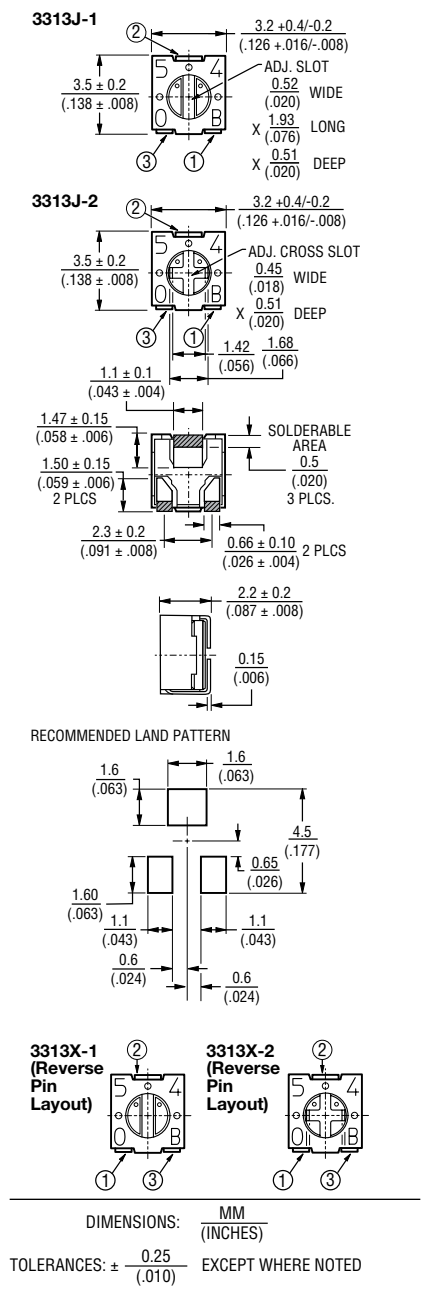 3313J-1
②
3.2 +0.4/-0.2
(.126 +.016/-.008)
5 4
ADJ. SLOT
3.5 ± 0.2
(.138 ± .008)
0.52
(.020)
WIDE
X 1.93
(.076)
LONG
X 0.51
(.020)
DEEP
0 B
③ ①
3313J-2
②
3.2 +0.4/-0.2
(.126 +.016/-.008)
5 4
ADJ. CROSS SLOT
3.5 ± 0.2
(.138 ± .008)
0.45
(.018)
WIDE
X 0.51
(.020)
DEEP
0 B
③ ①
1.42
(.056)
1.68
(.066)
1.1 ± 0.1
(.043 ± .004)
1.47 ± 0.15
(.058 ± .006)
SOLDERABLE
AREA
1.50 ± 0.15
(.059 ± .006)
2 PLCS
0.5
(.020)
3 PLCS.
2.3 ± 0.2
(.091 ± .008)
0.66 ± 0.10
(.026 ± .004)
2 PLCS
2.2 ± 0.2
(.087 ± .008)
0.15
(.006)
RECOMMENDED LAND PATTERN
1.6
(.063)
1.6
(.063)
4.5
(.177)
0.65
(.026)
1.60
(.063)
1.1
(.043)
1.1
(.043)
0.6
(.024)
0.6
(.024)
3313X-1
(Reverse
Pin
Layout)
②
5 4
0 B
① ③
3313X-2
(Reverse
Pin
Layout)
②
5 4
0 B
① ③
DIMENSIONS: MM
(INCHES)
TOLERANCES: ± 0.25
(.010)
EXCEPT WHERE NOTED